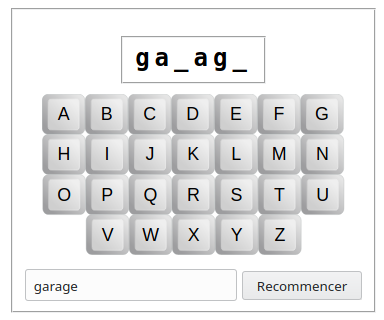 ga_ag_
A B C D E F G
H I J K L M N
O P Q R S T U
V W X Y Z
garage Recommencer